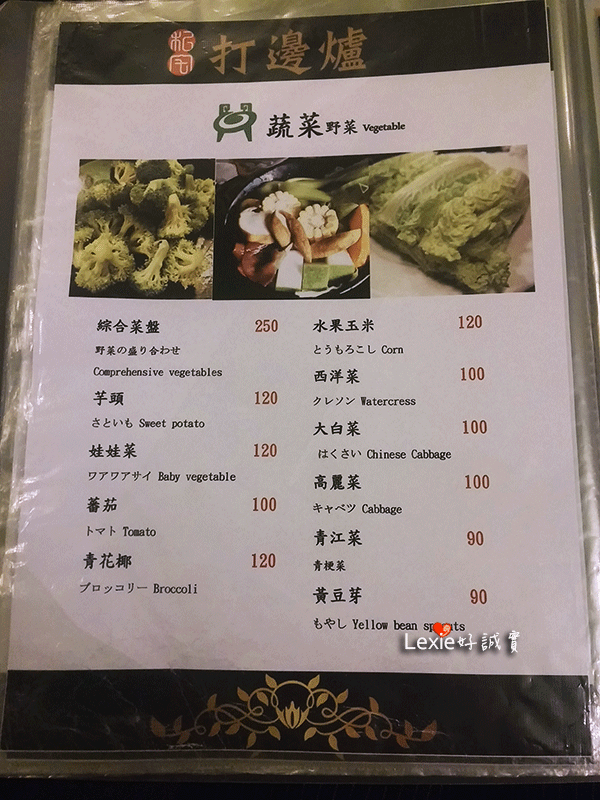 松客 打邊爐
蔬菜 野菜 Vegetable
綜合菜盤 250
野菜の盛り合わせ
Comprehensive vegetables
芋頭 120
さといも Sweet potato
娃娃菜 120
ワアワアサイ Baby vegetable
蕃茄 100
トマト Tomato
青花椰 120
ブロッコリー Broccoli
水果玉米 120
とうもろこし Corn
西洋菜 100
クレソン Watercress
大白菜 100
はくさい Chinese Cabbage
高麗菜 100
キャベツ Cabbage
青江菜 90
青梗菜
黃豆芽 90
もやし Yellow bean sprouts
Lexie好誠實